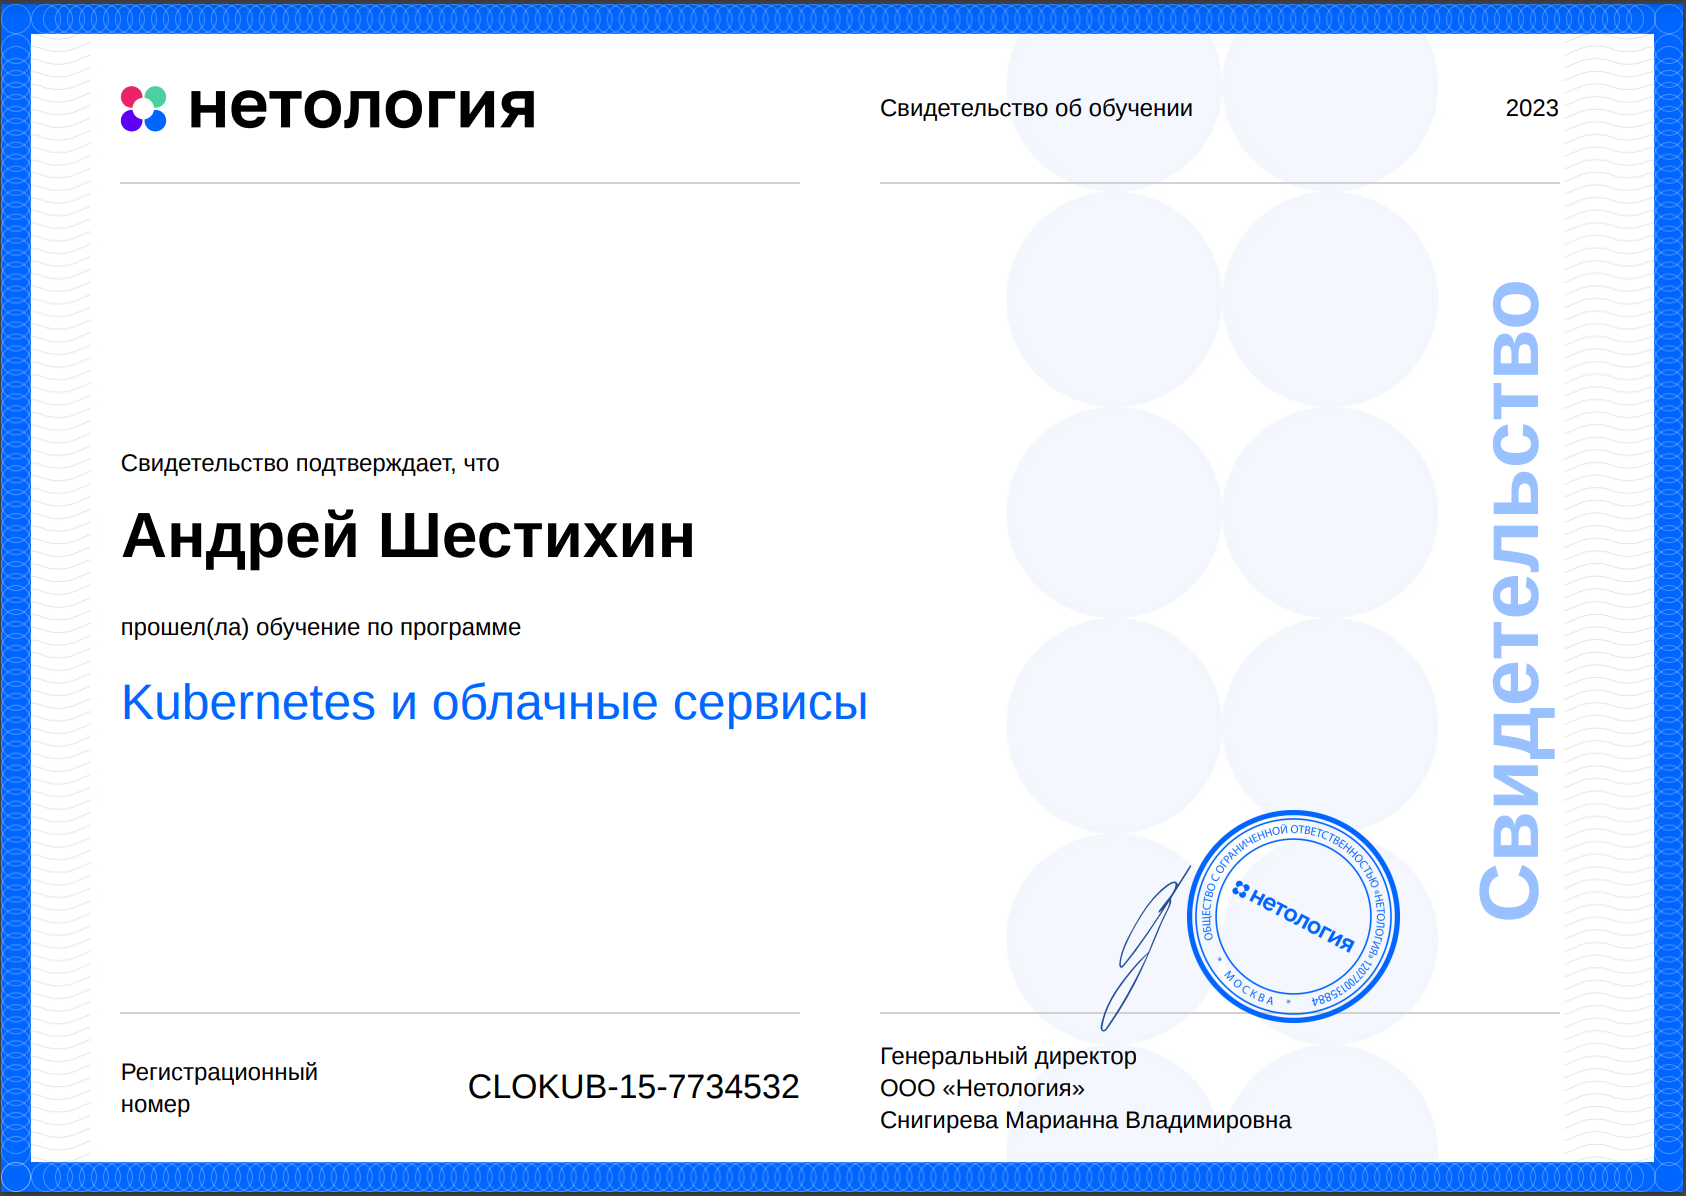 нетология
Свидетельство об обучении
2023
Свидетельство подтверждает, что
Андрей Шестихин
прошел(ла) обучение по программе
Kubernetes и облачные сервисы
Свидетельство
ОБЩЕСТВО С ОГРАНИЧЕННОЙ ОТВЕТСТВЕННОСТЬЮ «НЕТОЛОГИЯ» 1207700135884
* МОСКВА *
нетология
Регистрационный
номер
CLOKUB-15-7734532
Генеральный директор
ООО «Нетология»
Снигирева Марианна Владимировна